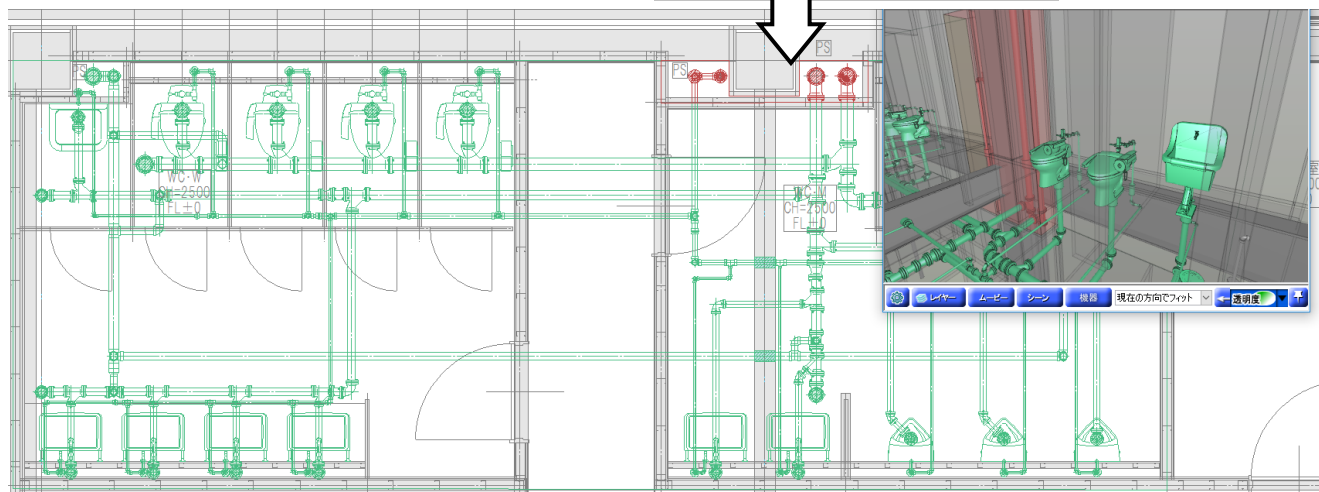 PS
PS
PS
WC-W
CH=2500
FL±0
WC-M
CH=2500
FL±0
室
レイヤー
ムービー
シーン
機器
現在の方向でフィット
透明度